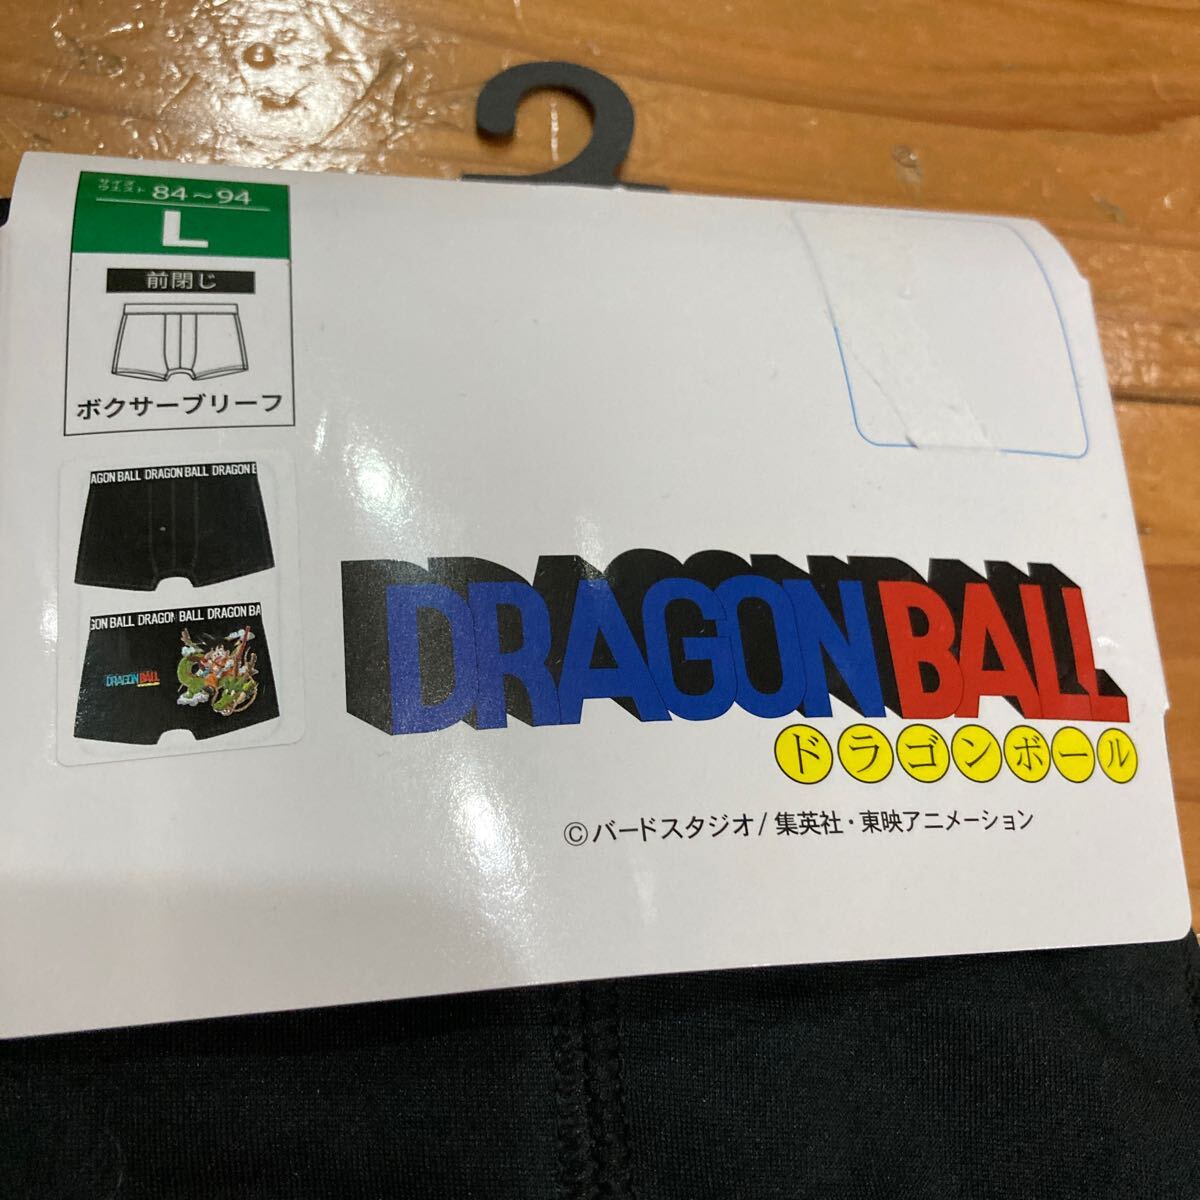 サイズ
ウエスト 84～94
L
前閉じ
ボクサーブリーフ
AGON BALL DRAGON BALL DRAGON B
GON BALL DRAGON BALL DRAGON BA
DRAGON BALL
DRAGON BALL
ドラゴンボール
©バードスタジオ/集英社・東映アニメーション